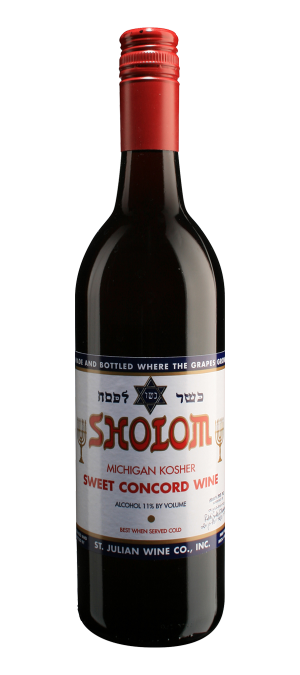 MADE AND BOTTLED WHERE THE GRAPES GROW
כשר לפסח
כשר
SHOLOM
MICHIGAN KOSHER
SWEET CONCORD WINE
ALCOHOL 11% BY VOLUME
BEST WHEN SERVED COLD
ST. JULIAN WINE CO., INC.